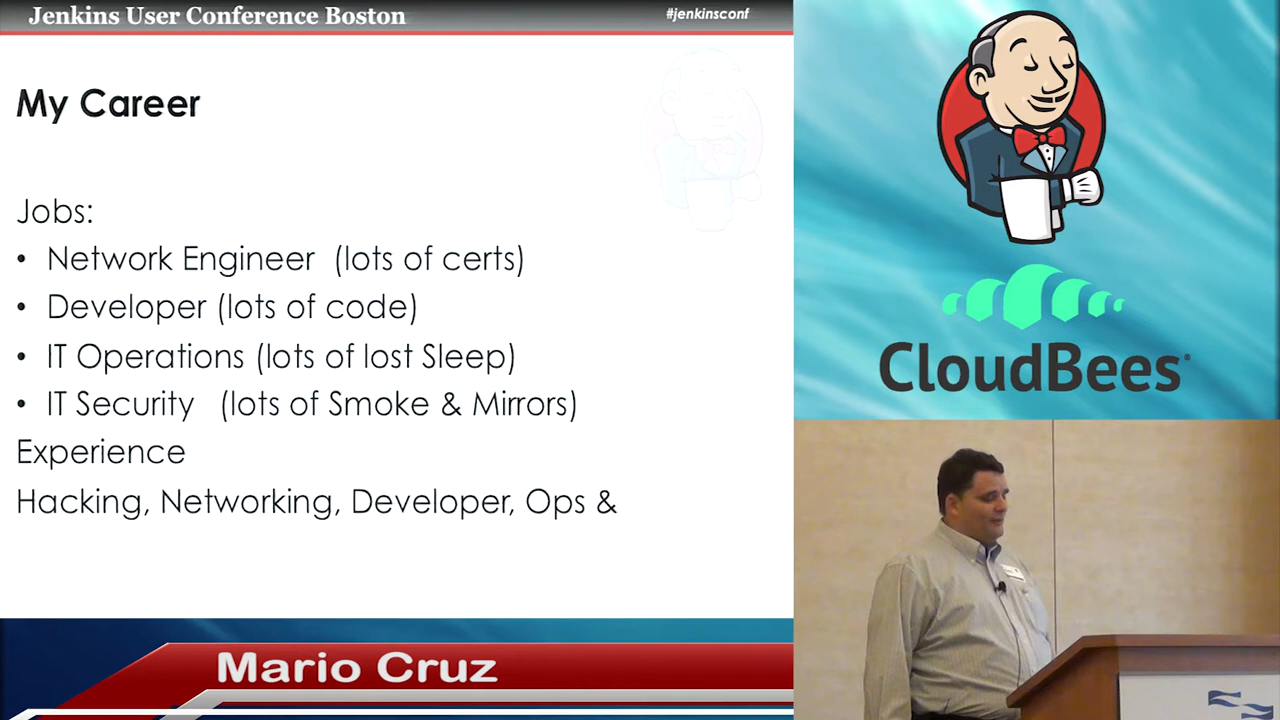 Jenkins User Conference Boston
#jenkinsconf
My Career
Jobs:
• Network Engineer (lots of certs)
• Developer (lots of code)
• IT Operations (lots of lost Sleep)
• IT Security (lots of Smoke & Mirrors)
Experience
Hacking, Networking, Developer, Ops &
CloudBees®
Mario Cruz